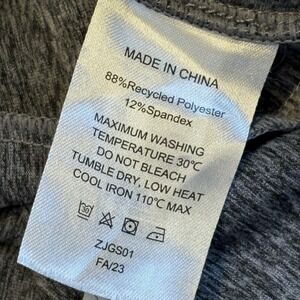 MADE IN CHINA
88%Recycled Polyester
12%Spandex
MAXIMUM WASHING
TEMPERATURE 30℃
DO NOT BLEACH
TUMBLE DRY, LOW HEAT
COOL IRON 110℃ MAX
ZJGS01
FA/23